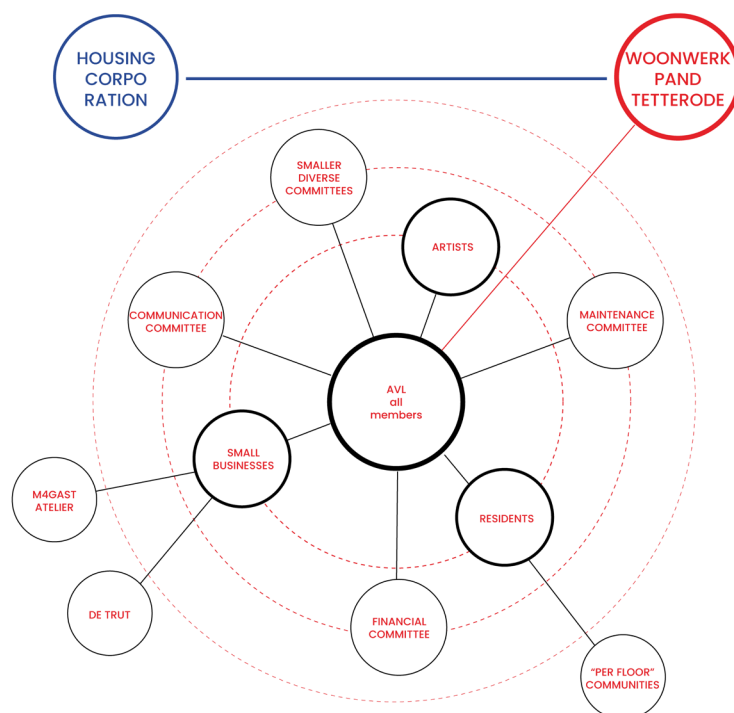 HOUSING
CORPO
RATION
WOONWERK
PAND
TETTERODE
SMALLER
DIVERSE
COMMITTEES
ARTISTS
COMMUNICATION
COMMITTEE
MAINTENANCE
COMMITTEE
AVL
all
members
SMALL
BUSINESSES
M4GAST
ATELIER
RESIDENTS
DE TRUT
FINANCIAL
COMMITTEE
"PER FLOOR"
COMMUNITIES